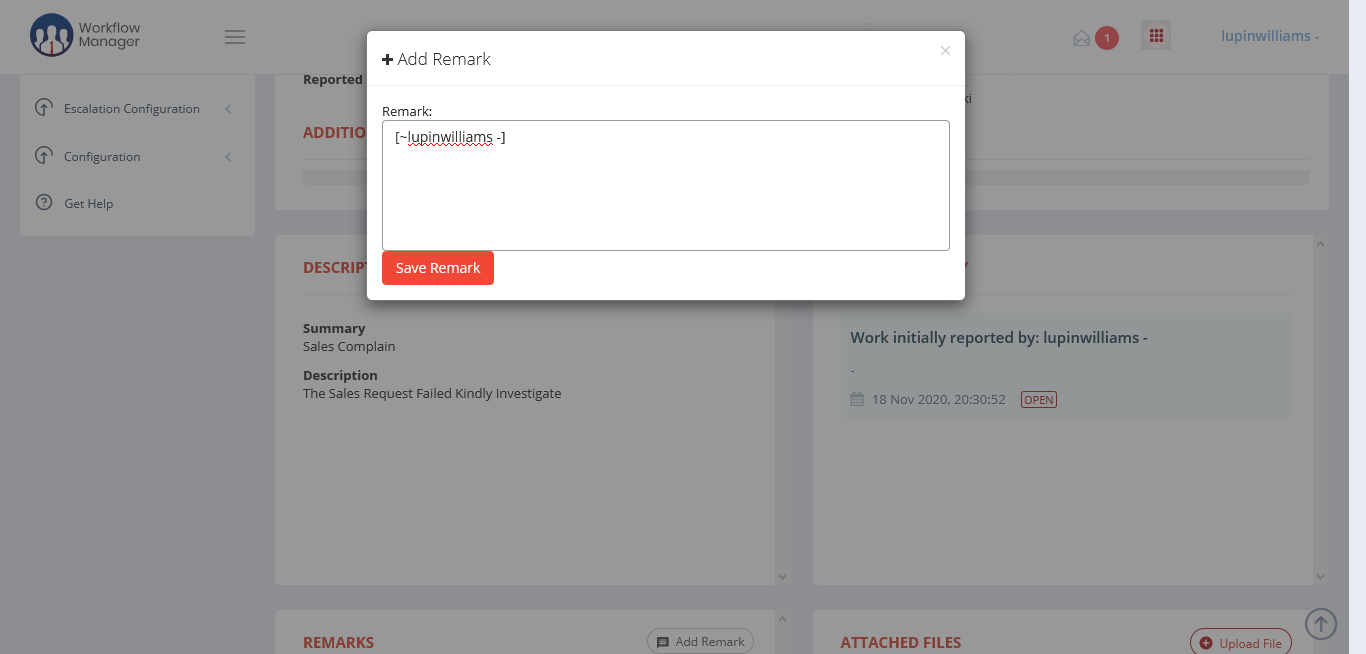 Workflow
Manager
1
lupinwilliams -
+ Add Remark
×
Reported
ki
Escalation Configuration
Configuration
Get Help
ADDITIO
Remark:
[~lupinwilliams -]
Save Remark
DESCRIPT
Y
Summary
Sales Complain
Description
The Sales Request Failed Kindly Investigate
Work initially reported by: lupinwilliams -
-
18 Nov 2020, 20:30:52 OPEN
REMARKS
Add Remark
ATTACHED FILES
Upload File